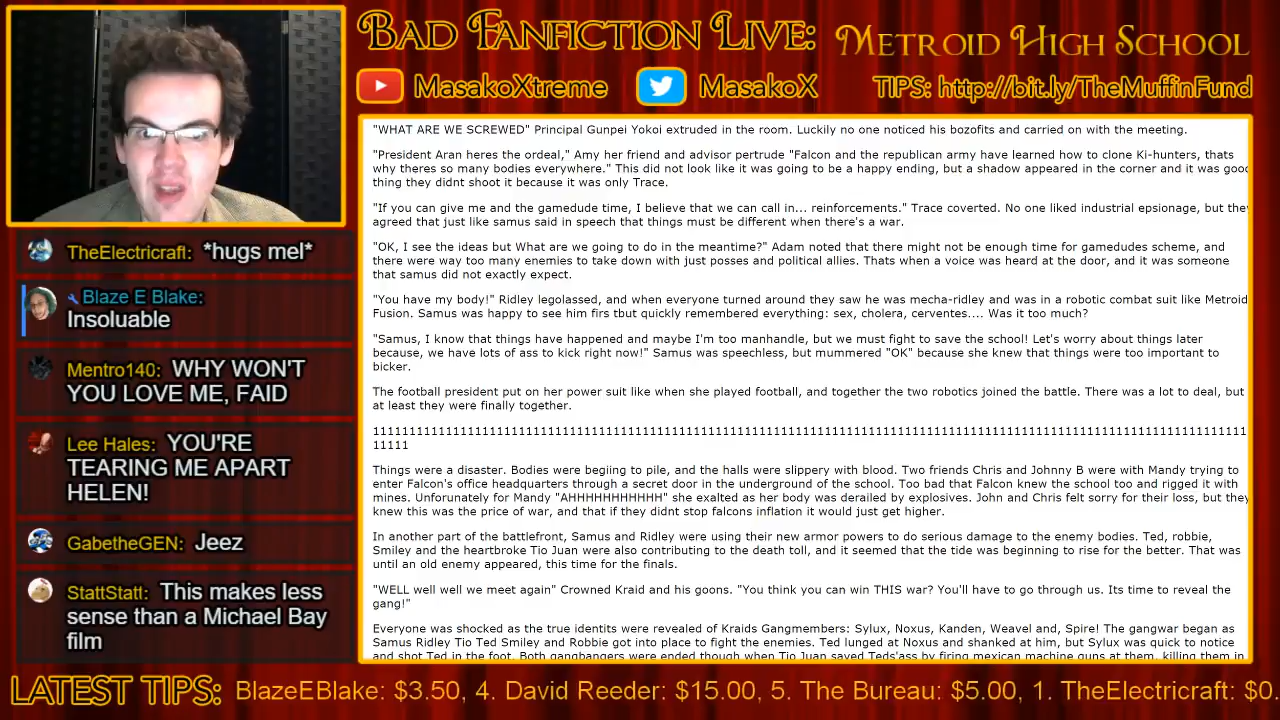 BAD FANFICTION LIVE: METROID HIGH SCHOOL
MasakoXtreme MasakoX TIPS: http://bit.ly/TheMuffinFund
"WHAT ARE WE SCREWED" Principal Gunpei Yokoi extruded in the room. Luckily no one noticed his bozofits and carried on with the meeting.
"President Aran heres the ordeal," Amy her friend and advisor pertrude "Falcon and the republican army have learned how to clone Ki-hunters, thats
why theres so many bodies everywhere." This did not look like it was going to be a happy ending, but a shadow appeared in the corner and it was good
thing they didnt shoot it because it was only Trace.
"If you can give me and the gamedude time, I believe that we can call in... reinforcements." Trace coverted. No one liked industrial epsionage, but they
agreed that just like samus said in speech that things must be different when there's a war.
"OK, I see the ideas but What are we gong to do in the meantime?" Adam noted that there might not be enough time for gamedudes scheme, and
there were way too many enemies to take down with just posses and political allies. Thats when a voice was heard at the door, and it was someone
that samus did not exactly expect.
"You have my body!" Ridley legolassed, and when everyone turned around they saw he was mecha-ridley and was in a robotic combat suit like Metroid
Fusion. Samus was happy to see him firs tbut quickly remembered everything: sex, cholera, cerventes.... Was it too much?
"Samus, I know that things have happened and maybe I'm too manhandle, but we must fight to save the school! Let's worry about things later
because, we have lots of ass to kick right now!" Samus was speechless, but mummered "OK" because she knew that things were too important to
bicker.
The football president put on her power suit like when she played football, and together the two robotics joined the battle. There was a lot to deal, but
at least they were finally together.
11111111111111111111111111111111111111111111111111111111111111111111111111111111111111111111111111111111111111111111111
11111
Things were a disaster. Bodies were begiing to pile, and the halls were slippery with blood. Two friends Chris and Johnny B were with Mandy trying to
enter Falcon's office headquarters through a secret door in the underground of the school. Too bad that Falcon knew the school too and rigged it with
mines. Unforunately for Mandy "AHHHHHHHHHHH" she exalted as her body was derailed by explosives. John and Chris felt sorry for their loss, but they
knew this was the price of war, and that if they didnt stop falcons inflation it would just get higher.
In another part of the battlefront, Samus and Ridley were using their new armor powers to do serious damage to the enemy bodies. Ted, robbie,
Smiley and the heartbroke Tio Juan were also contributing to the death toll, and it seemed that the tide was beginning to rise for the better. That was
until an old enemy appeared, this time for the finals.
"WELL well well we meet again" Crowned Kraid and his goons. "You think you can win THIS war? You'll have to go through us. Its time to reveal the
gang!"
Everyone was shocked as the true identits were revealed of Kraids Gangmembers: Sylux, Noxus, Kanden, Weavel and, Spire! The gangwar began as
Samus Ridley Tio Ted Smiley and Robbie got into place to fight the enemies. Ted lunged at Noxus and shanked at him, but Sylux was quick to notice
and shot Ted in the foot. Both gangbangers were ended though when Tio Juan saved Teds'ass by firing mexican machine guns at them, killing them in
TheElectricraft: *hugs mel*
Blaze E Blake:
Insoluable
Mentro140: WHY WON'T
YOU LOVE ME, FAID
Lee Hales: YOU'RE
TEARING ME APART
HELEN!
GabetheGEN: Jeez
StattStatt: This makes less
sense than a Michael Bay
film
LATEST TIPS: BlazeEBlake: $3.50, 4. David Reeder: $15.00, 5. The Bureau: $5.00, 1. TheElectricraft: $0.